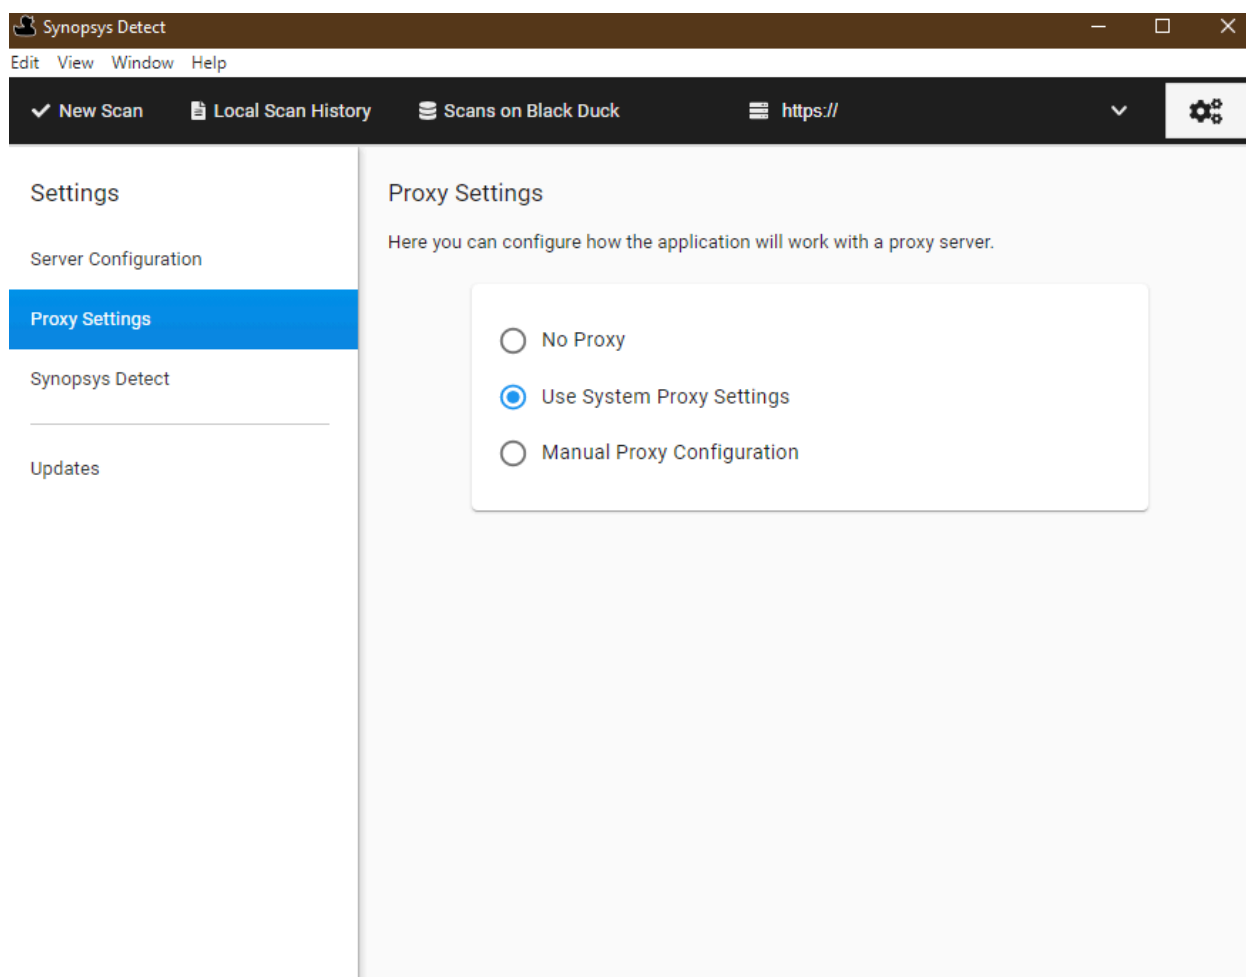 Synopsys Detect
Edit View Window Help
New Scan Local Scan History Scans on Black Duck https://
Settings
Server Configuration
Proxy Settings
Synopsys Detect
Updates
Proxy Settings
Here you can configure how the application will work with a proxy server.
No Proxy
Use System Proxy Settings
Manual Proxy Configuration